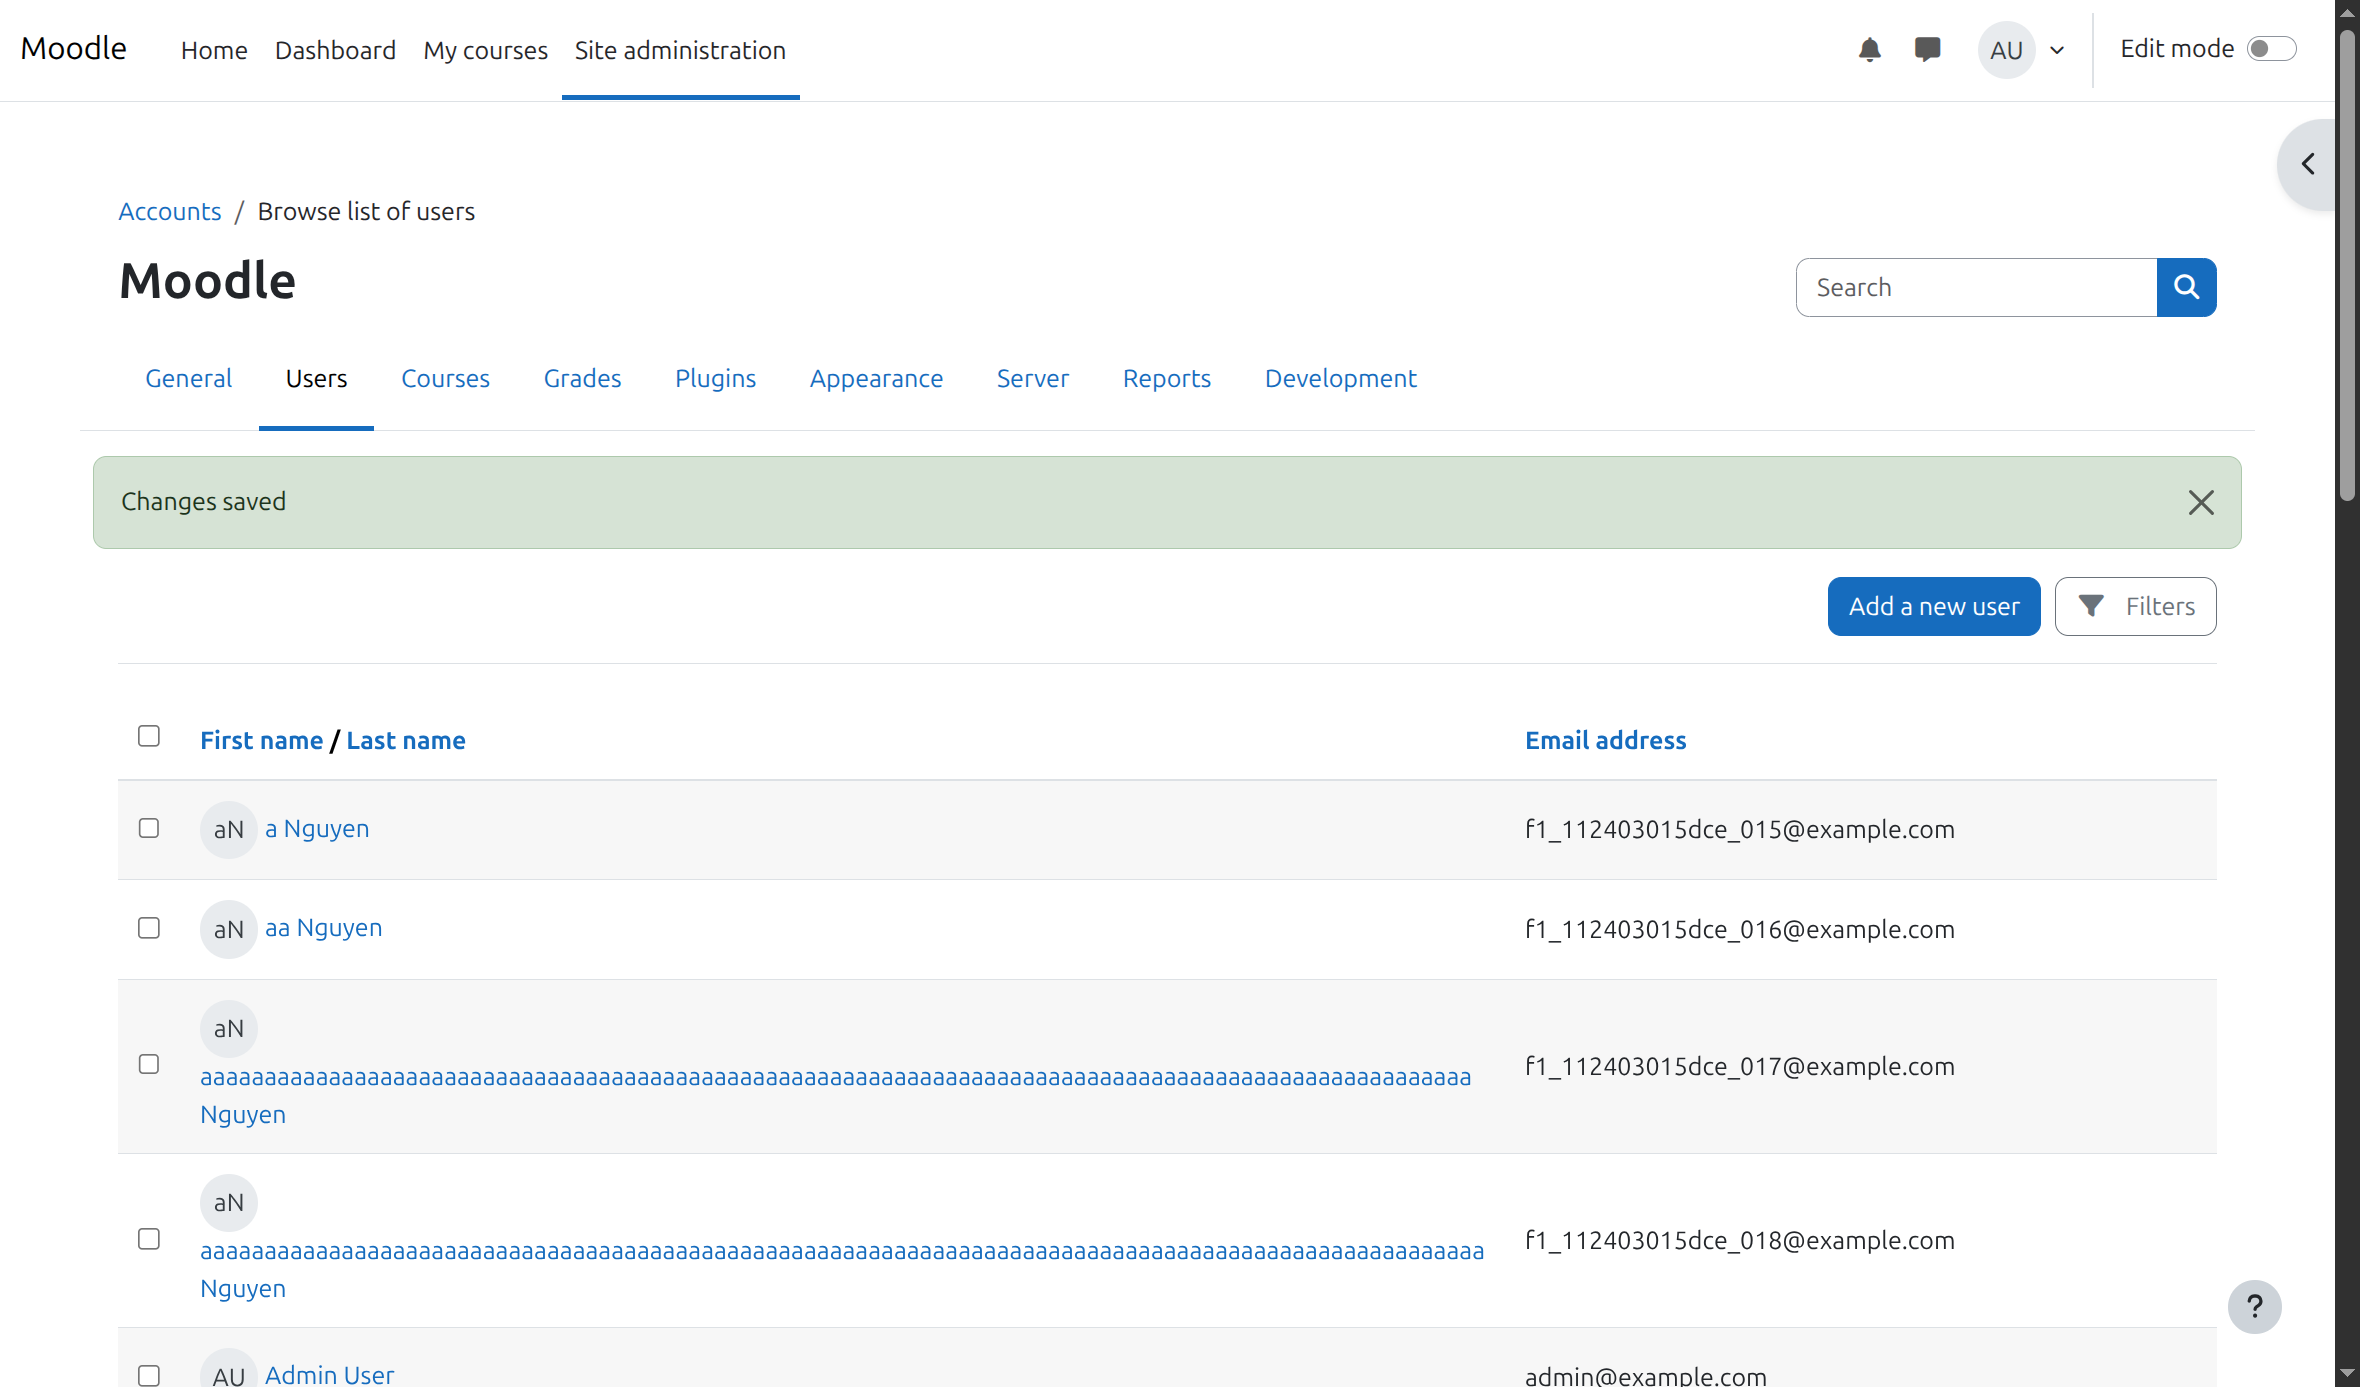 Moodle Home Dashboard My courses Site administration AU Edit mode
Accounts / Browse list of users
Moodle
Search
General Users Courses Grades Plugins Appearance Server Reports Development
Changes saved
Add a new user Filters
First name / Last name Email address
aN a Nguyen f1_112403015dce_015@example.com
aN aa Nguyen f1_112403015dce_016@example.com
aN
aaaaaaaaaaaaaaaaaaaaaaaaaaaaaaaaaaaaaaaaaaaaaaaaaaaaaaaaaaaaaaaaaaaaaaaaaaaaaaaaaaaaaaaaaaaaaaaaaaa
Nguyen
f1_112403015dce_017@example.com
aN
aaaaaaaaaaaaaaaaaaaaaaaaaaaaaaaaaaaaaaaaaaaaaaaaaaaaaaaaaaaaaaaaaaaaaaaaaaaaaaaaaaaaaaaaaaaaaaaaaaaa
Nguyen
f1_112403015dce_018@example.com
?
AU Admin User admin@example.com